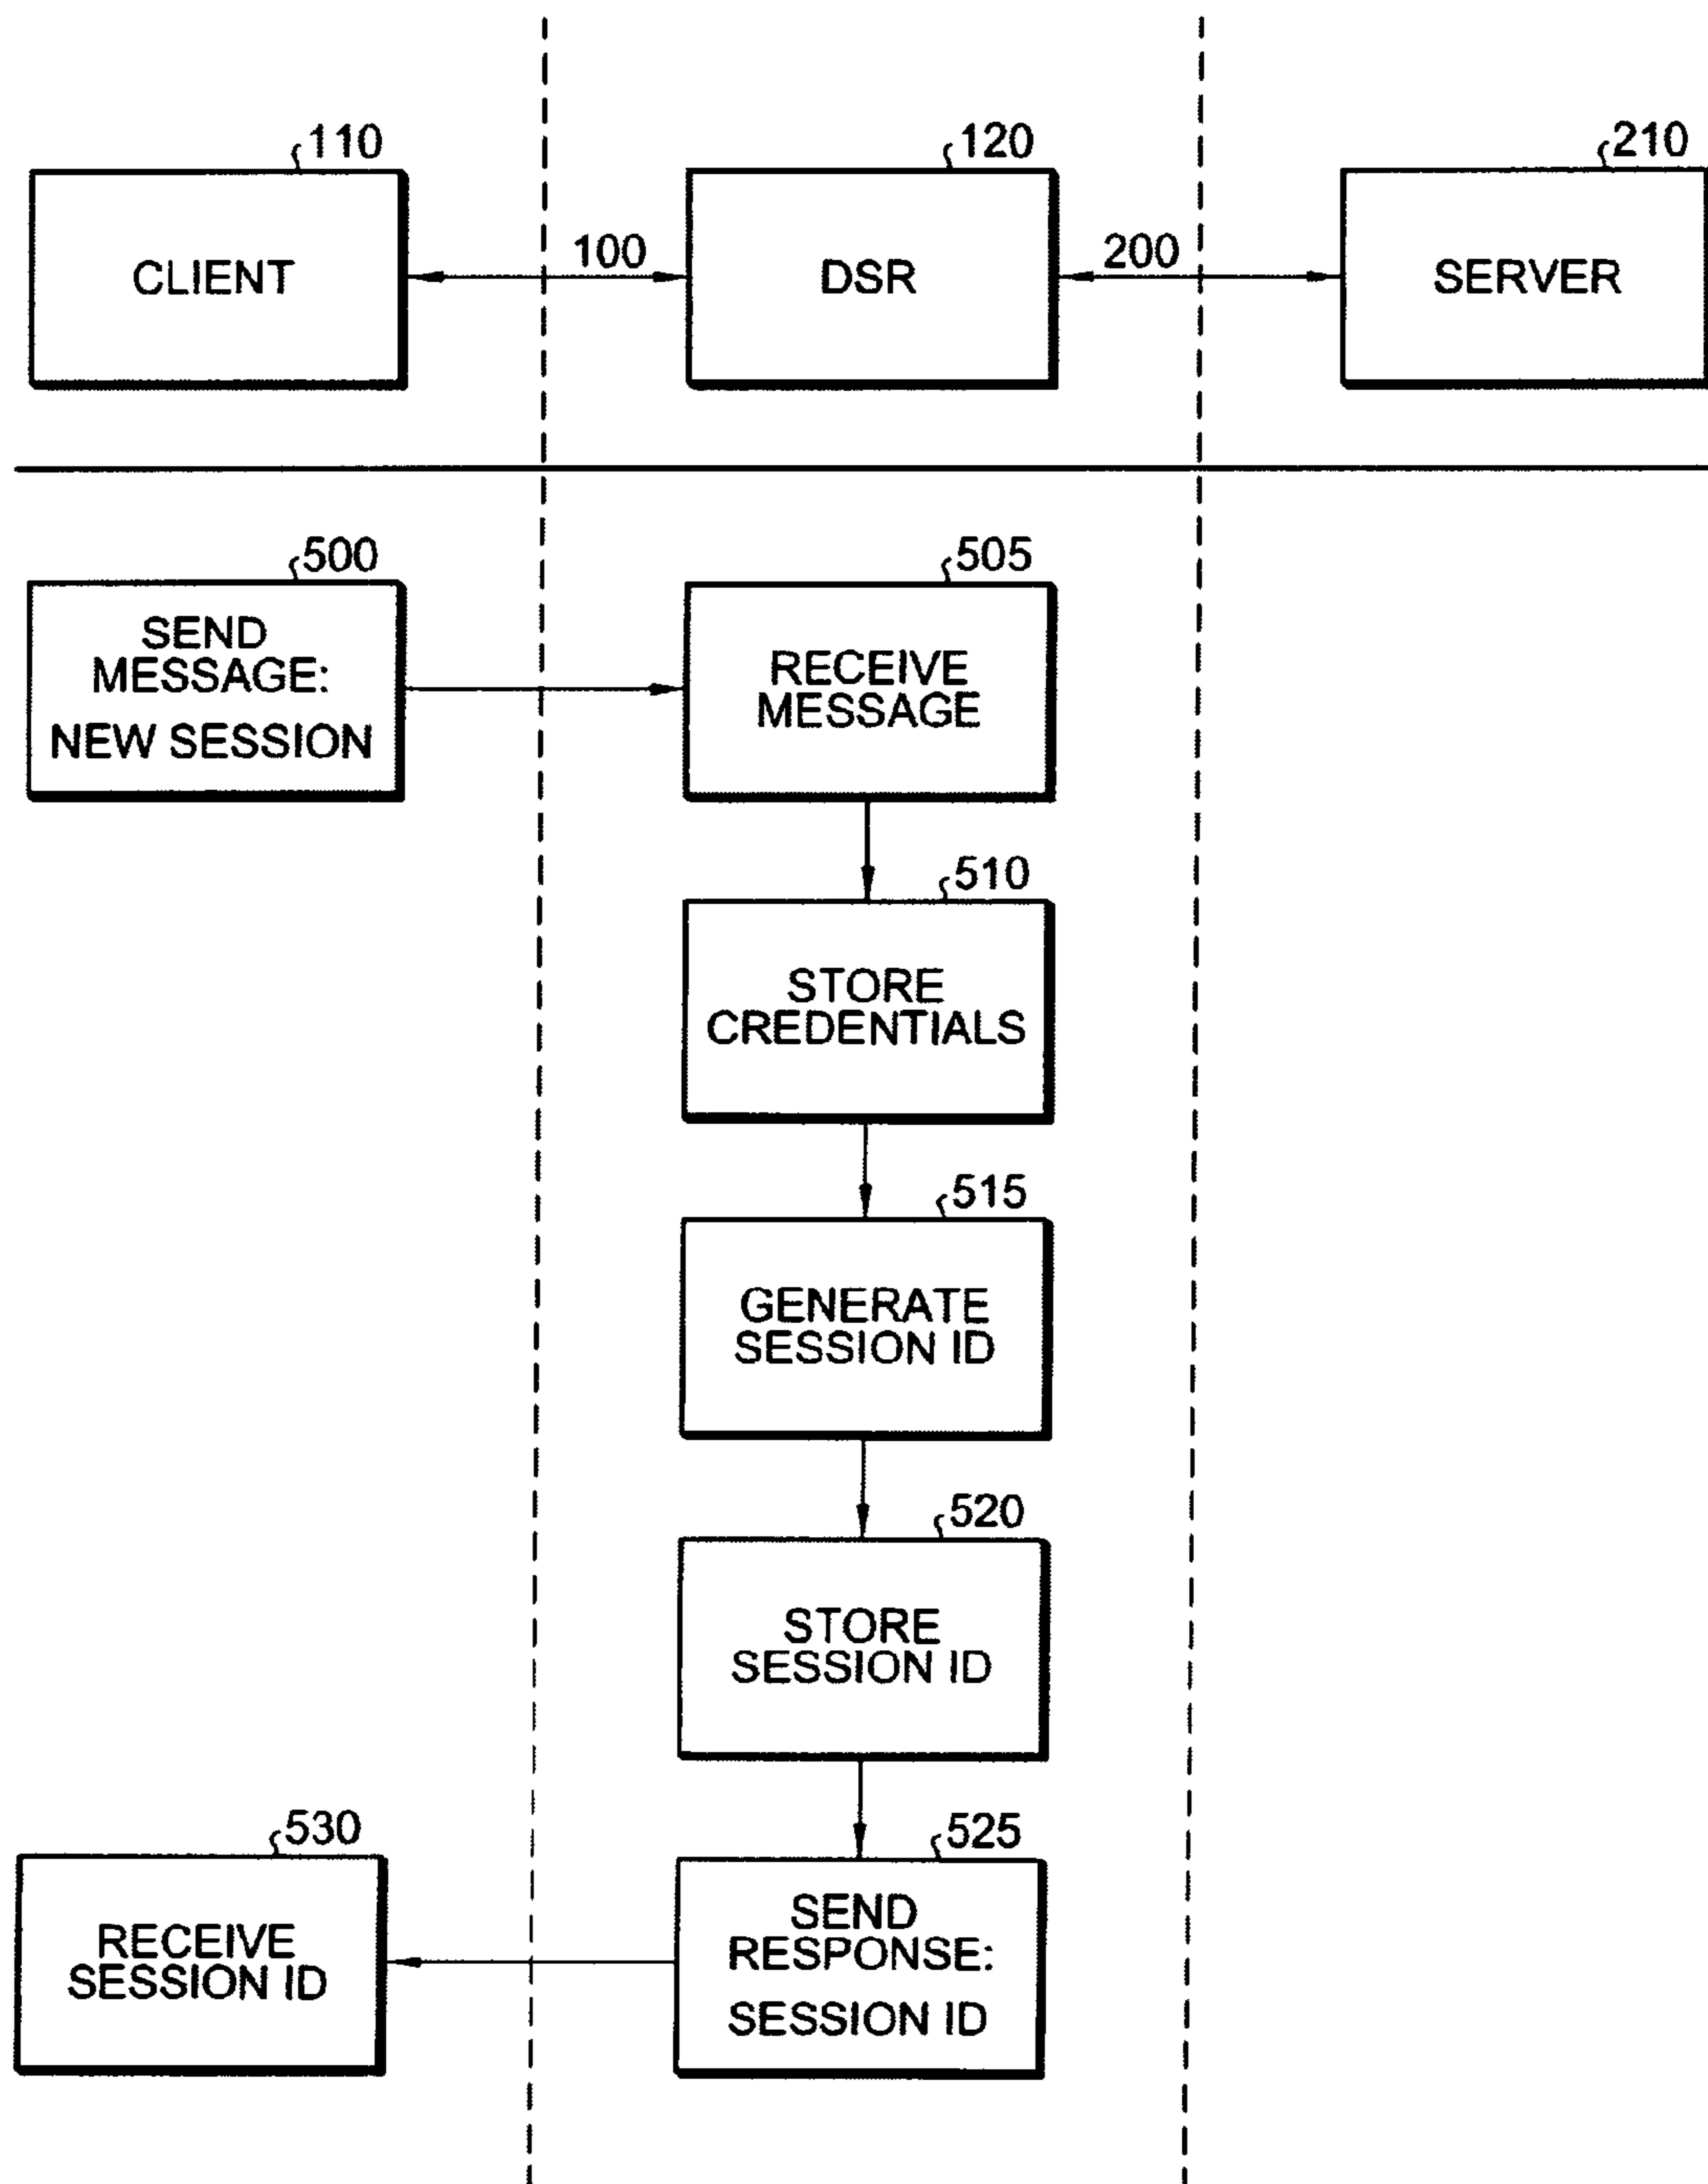 110
120
210
CLIENT
100
DSR
200
SERVER
500
SEND
MESSAGE:
NEW SESSION
505
RECEIVE
MESSAGE
510
STORE
CREDENTIALS
515
GENERATE
SESSION ID
520
STORE
SESSION ID
530
RECEIVE
SESSION ID
525
SEND
RESPONSE:
SESSION ID